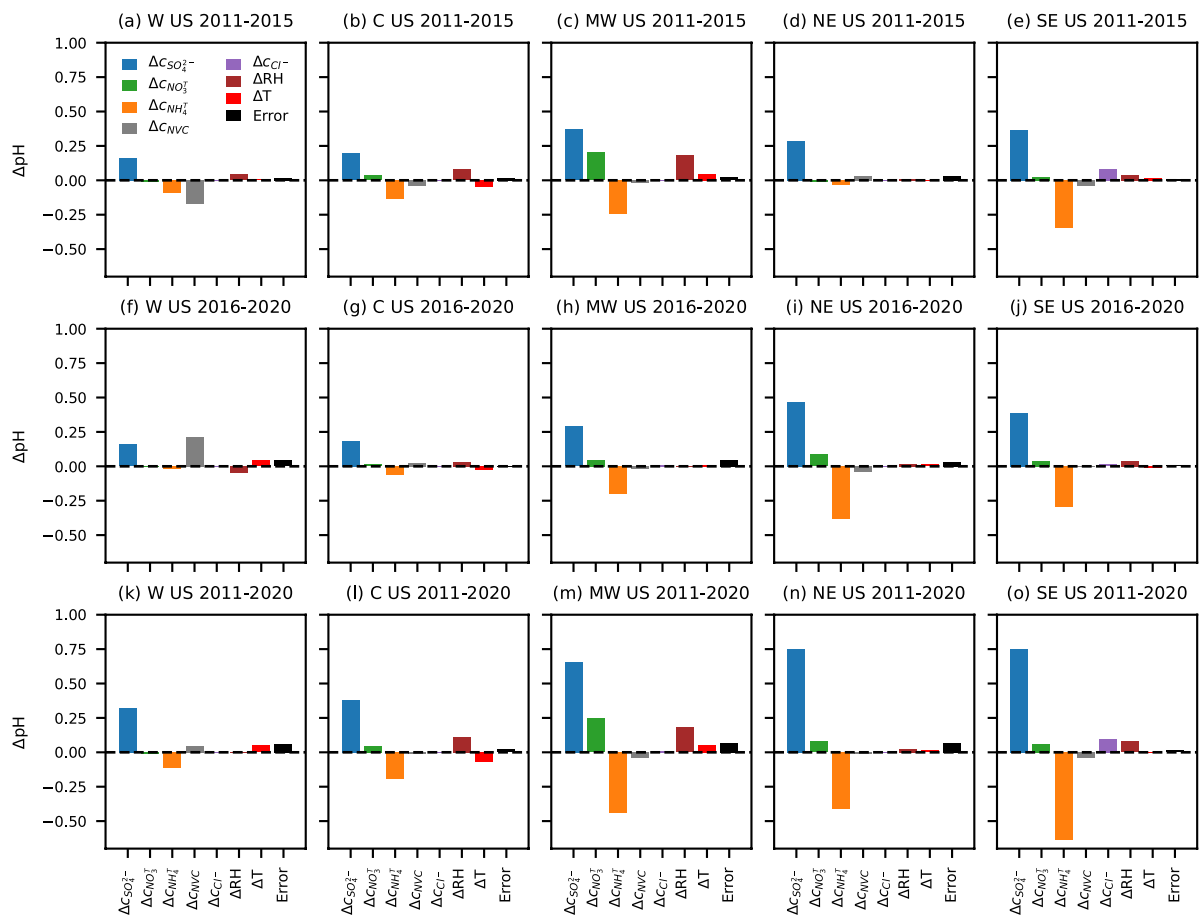 (a) W US 2011-2015
(b) C US 2011-2015
(c) MW US 2011-2015
(d) NE US 2011-2015
(e) SE US 2011-2015
1.00
0.75
0.50
0.25
0.00
−0.25
−0.50
ΔpH
Δc_{SO_4^{2−}}
Δc_{NO_3^T}
Δc_{NH_4^T}
Δc_{NVC}
Δc_{Cl^−}
ΔRH
ΔT
Error
(f) W US 2016-2020
(g) C US 2016-2020
(h) MW US 2016-2020
(i) NE US 2016-2020
(j) SE US 2016-2020
1.00
0.75
0.50
0.25
0.00
−0.25
−0.50
ΔpH
(k) W US 2011-2020
(l) C US 2011-2020
(m) MW US 2011-2020
(n) NE US 2011-2020
(o) SE US 2011-2020
1.00
0.75
0.50
0.25
0.00
−0.25
−0.50
ΔpH
Δc_{SO_4^{2−}}
Δc_{NO_3^T}
Δc_{NH_4^T}
Δc_{NVC}
Δc_{Cl^−}
ΔRH
ΔT
Error
Δc_{SO_4^{2−}}
Δc_{NO_3^T}
Δc_{NH_4^T}
Δc_{NVC}
Δc_{Cl^−}
ΔRH
ΔT
Error
Δc_{SO_4^{2−}}
Δc_{NO_3^T}
Δc_{NH_4^T}
Δc_{NVC}
Δc_{Cl^−}
ΔRH
ΔT
Error
Δc_{SO_4^{2−}}
Δc_{NO_3^T}
Δc_{NH_4^T}
Δc_{NVC}
Δc_{Cl^−}
ΔRH
ΔT
Error
Δc_{SO_4^{2−}}
Δc_{NO_3^T}
Δc_{NH_4^T}
Δc_{NVC}
Δc_{Cl^−}
ΔRH
ΔT
Error